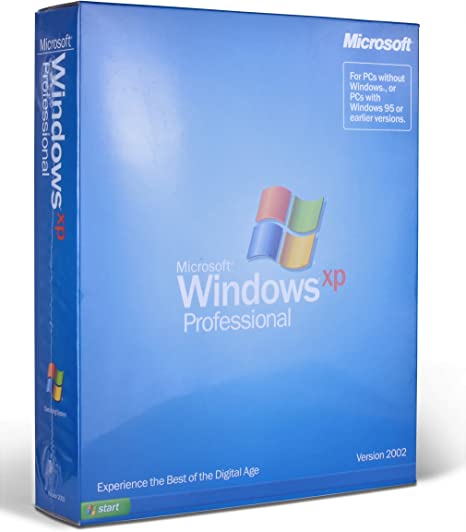 Microsoft
For PCs without
Windows., or
PCs with
Windows 95 or
earlier versions.
Microsoft®
Windows xp
Professional
Version 2002
Experience the Best of the Digital Age
start
Microsoft®
Windows xp
Professional